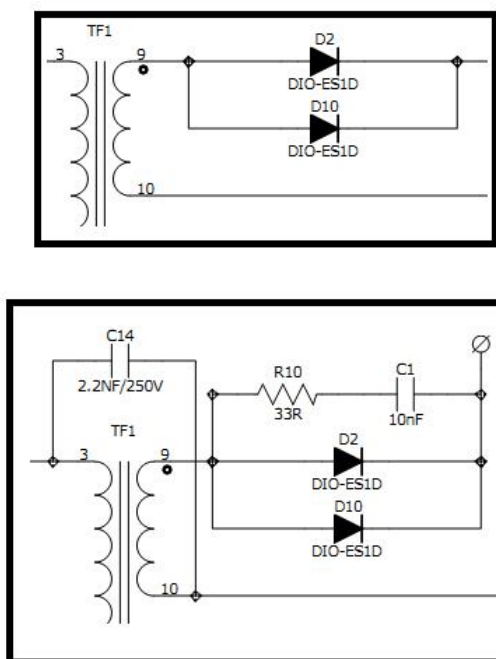 TF1
3
9
D2
DIO-ES1D
D10
DIO-ES1D
10
C14
2.2NF/250V
R10
33R
C1
10nF
TF1
3
9
D2
DIO-ES1D
D10
DIO-ES1D
10